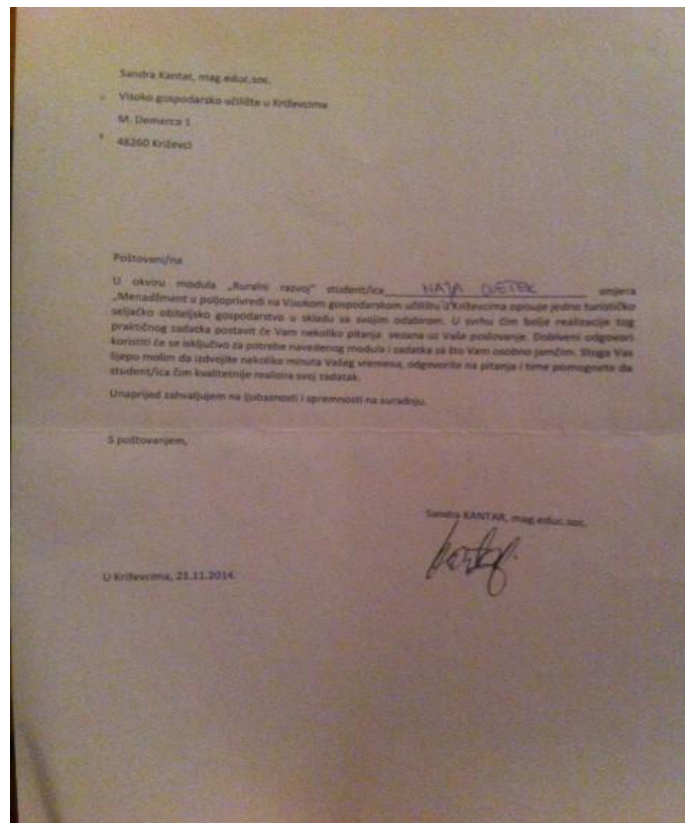 Sandra Kantar, mag.educ.soc.
Visoko gospodarsko učilište u Križevcima
M. Demerca 1
48260 Križevci
Poštovani/na
U okviru modula „Ruralni razvoj" student/ica smjera
„Menadžment u poljoprivredi na Visokom gospodarskom učilištu u Križevcima opisuje jedno turističko
seljačko obiteljsko gospodarstvo u skladu sa svojim odabirom. U svrhu čim bolje realizacije tog
praktičnog zadatka postavit će Vam nekoliko pitanja vezana uz Vaše poslovanje. Dobiveni odgovori
koristiti će se isključivo za potrebe navedenog modula i zadatka za što Vam osobno jamčim. Stoga Vas
lijepo molim da izdvojite nekoliko minuta Vašeg vremena, odgovorite na pitanja i time pomognete da
student/ica čim kvalitetnije realizira svoj zadatak.
Unaprijed zahvaljujem na ljubaznosti i spremnosti na suradnju.
S poštovanjem,
Sandra KANTAR, mag.educ.soc.
U Križevcima, 21.11.2014.